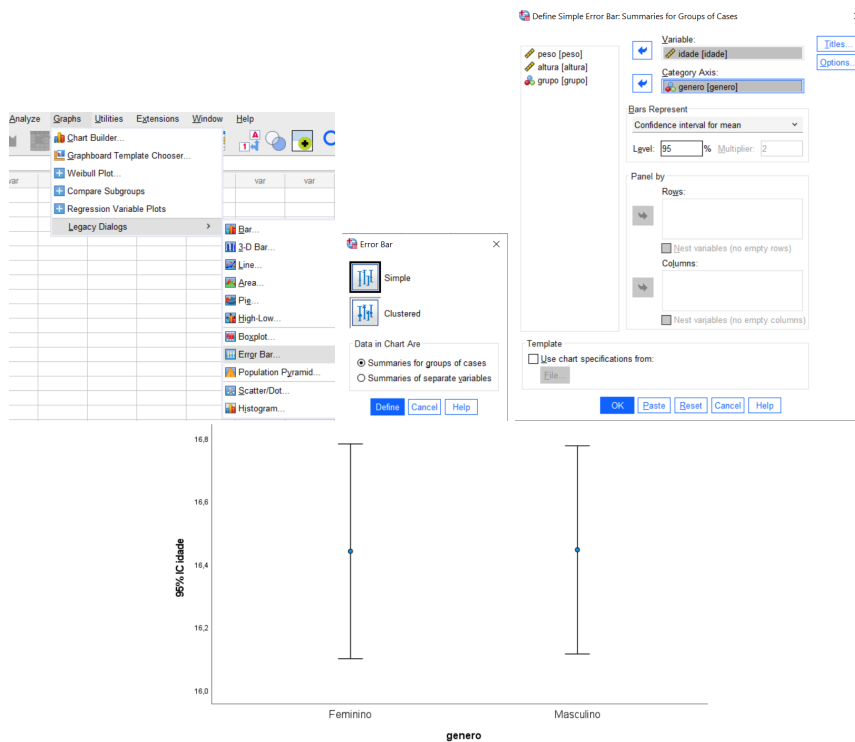 Define Simple Error Bar: Summaries for Groups of Cases
peso [peso]
altura [altura]
grupo [grupo]
Variable:
idade [idade]
Category Axis:
genero [genero]
Titles...
Options...
Bars Represent
Confidence interval for mean
Level: 95 % Multiplier: 2
Panel by
Rows:
Nest variables (no empty rows)
Columns:
Nest variables (no empty columns)
Template
Use chart specifications from:
File...
OK Paste Reset Cancel Help
Analyze Graphs Utilities Extensions Window Help
Chart Builder...
Graphboard Template Chooser...
Weibull Plot...
Compare Subgroups
Regression Variable Plots
Legacy Dialogs
var var var
Bar...
3-D Bar...
Line...
Area...
Pie...
High-Low...
Boxplot...
Error Bar...
Population Pyramid...
Scatter/Dot...
Histogram...
Error Bar
Simple
Clustered
Data in Chart Are
Summaries for groups of cases
Summaries of separate variables
Define Cancel Help
95% IC idade
16,8
16,6
16,4
16,2
16,0
Feminino Masculino
genero